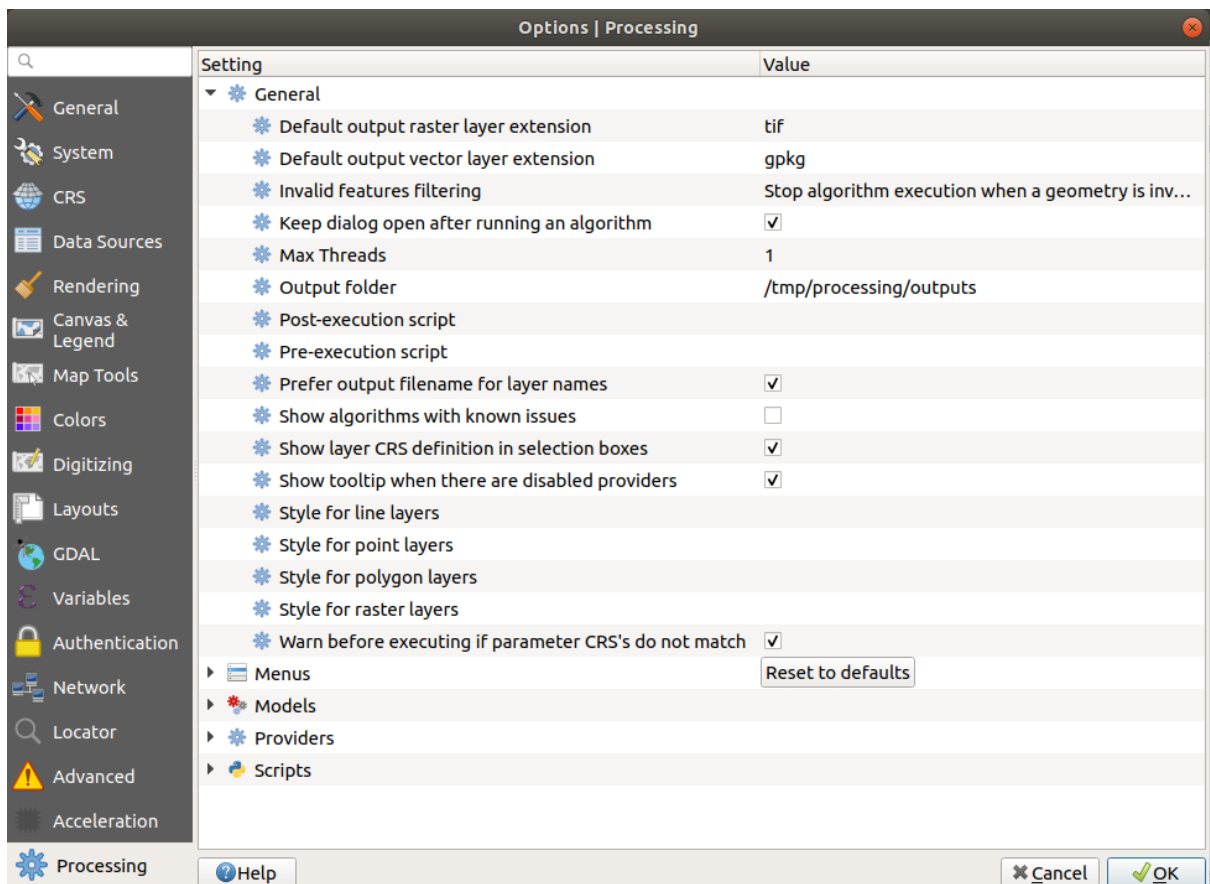 Options | Processing
General
System
CRS
Data Sources
Rendering
Canvas &
Legend
Map Tools
Colors
Digitizing
Layouts
GDAL
Variables
Authentication
Network
Locator
Advanced
Acceleration
Processing
Setting Value
General
Default output raster layer extension tif
Default output vector layer extension gpkg
Invalid features filtering Stop algorithm execution when a geometry is inv...
Keep dialog open after running an algorithm
Max Threads 1
Output folder /tmp/processing/outputs
Post-execution script
Pre-execution script
Prefer output filename for layer names
Show algorithms with known issues
Show layer CRS definition in selection boxes
Show tooltip when there are disabled providers
Style for line layers
Style for point layers
Style for polygon layers
Style for raster layers
Warn before executing if parameter CRS's do not match
Menus Reset to defaults
Models
Providers
Scripts
Help Cancel OK